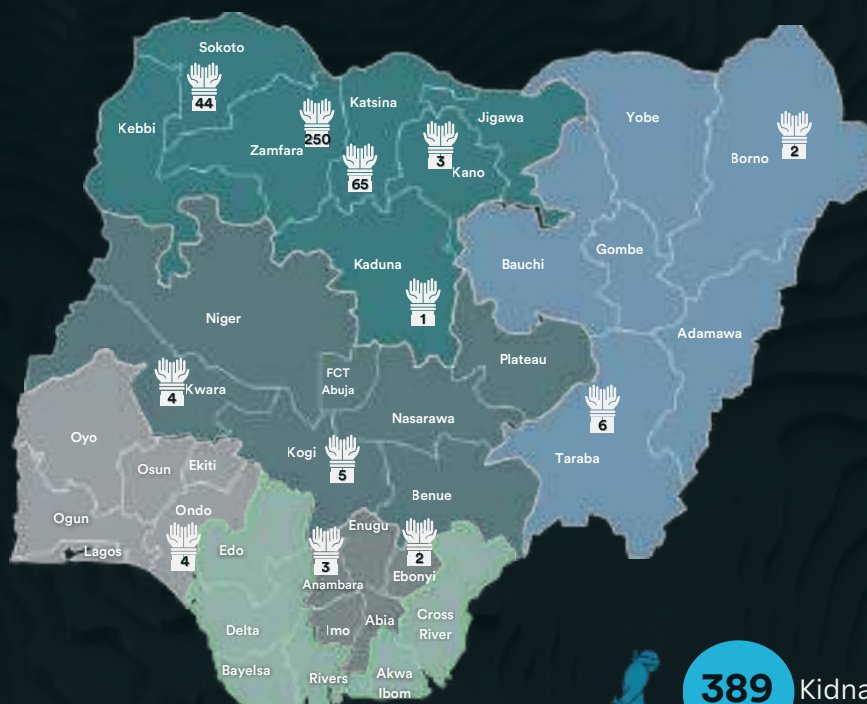 Sokoto
44
Katsina
250
Kebbi
Zamfara
65
3
Kano
Jigawa
Yobe
Borno
2
Kaduna
1
Bauchi
Gombe
Niger
Adamawa
Plateau
FCT
Abuja
4
Kwara
Nasarawa
6
Taraba
Oyo
Osun
Ekiti
Kogi
5
Benue
Ogun
Ondo
Lagos
4
Edo
Enugu
3
Anambara
2
Ebonyi
Delta
Imo
Abia
Cross
River
Bayelsa
Rivers
Akwa
Ibom
389
Kidna